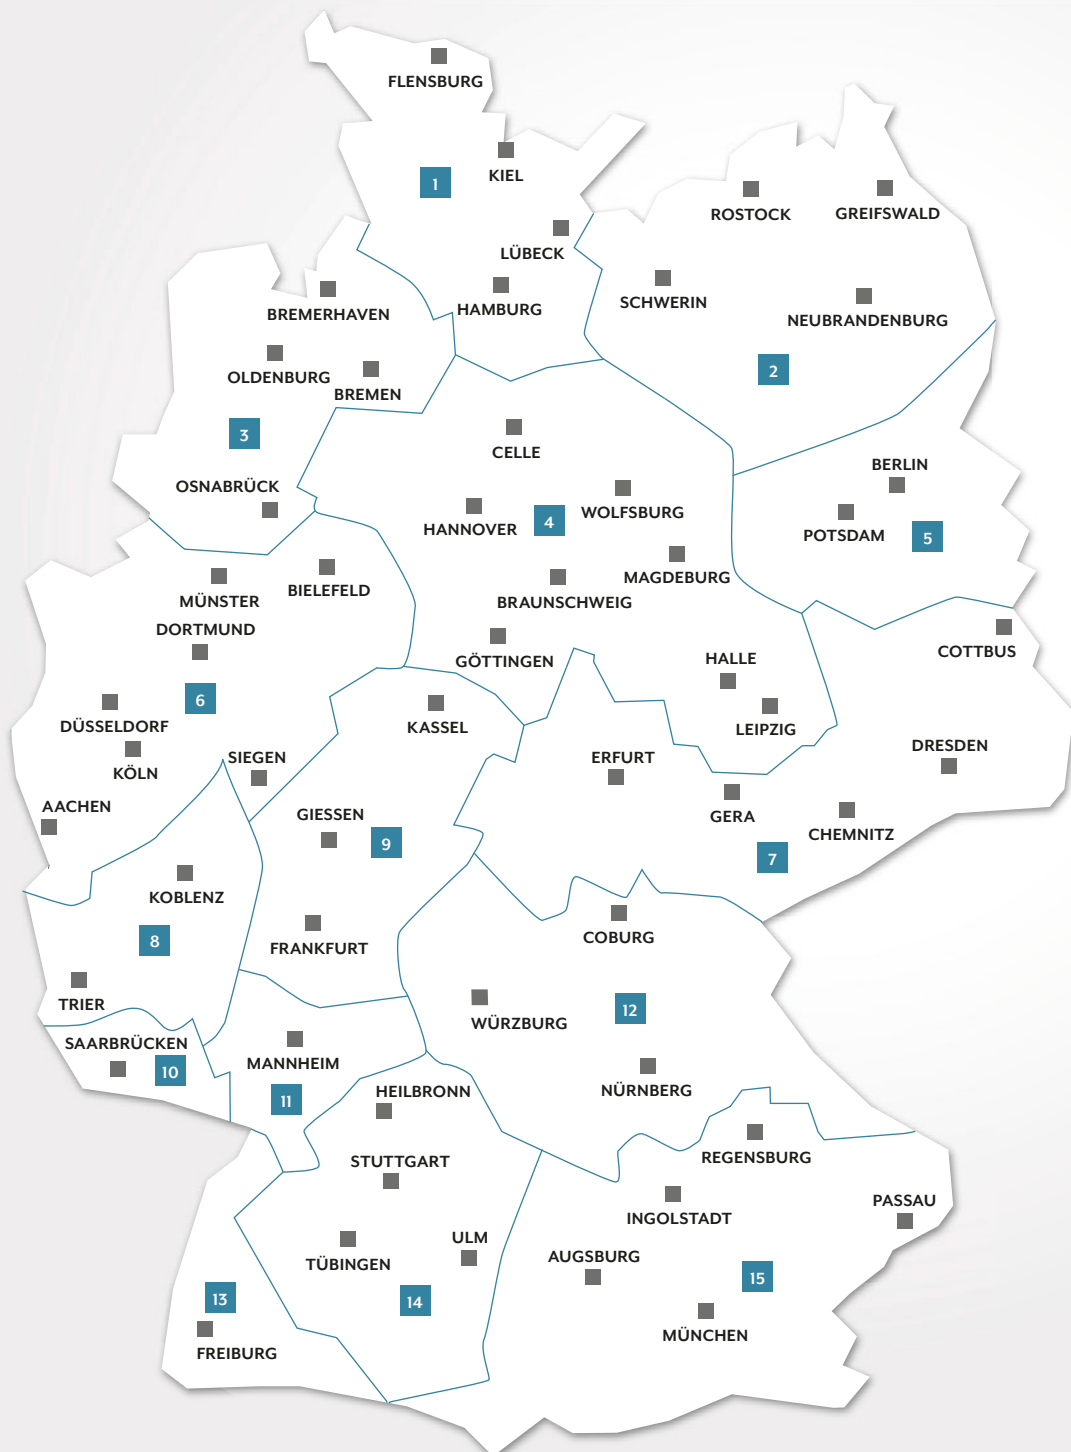 FLENSBURG
KIEL
1
ROSTOCK
GREIFSWALD
LÜBECK
SCHWERIN
HAMBURG
BREMERHAVEN
NEUBRANDENBURG
OLDENBURG
2
BREMEN
3
CELLE
BERLIN
OSNABRÜCK
WOLFSBURG
HANNOVER
4
POTSDAM
5
MAGDEBURG
BIELEFELD
MÜNSTER
BRAUNSCHWEIG
DORTMUND
COTTBUS
HALLE
GÖTTINGEN
6
DÜSSELDORF
KASSEL
LEIPZIG
DRESDEN
SIEGEN
ERFURT
KÖLN
AACHEN
GIESSEN
GERA
CHEMNITZ
9
7
KOBLENZ
COBURG
8
FRANKFURT
TRIER
12
WÜRZBURG
SAARBRÜCKEN
MANNHEIM
10
NÜRNBERG
HEILBRONN
11
REGENSBURG
STUTTGART
PASSAU
INGOLSTADT
ULM
TÜBINGEN
AUGSBURG
15
13
14
MÜNCHEN
FREIBURG